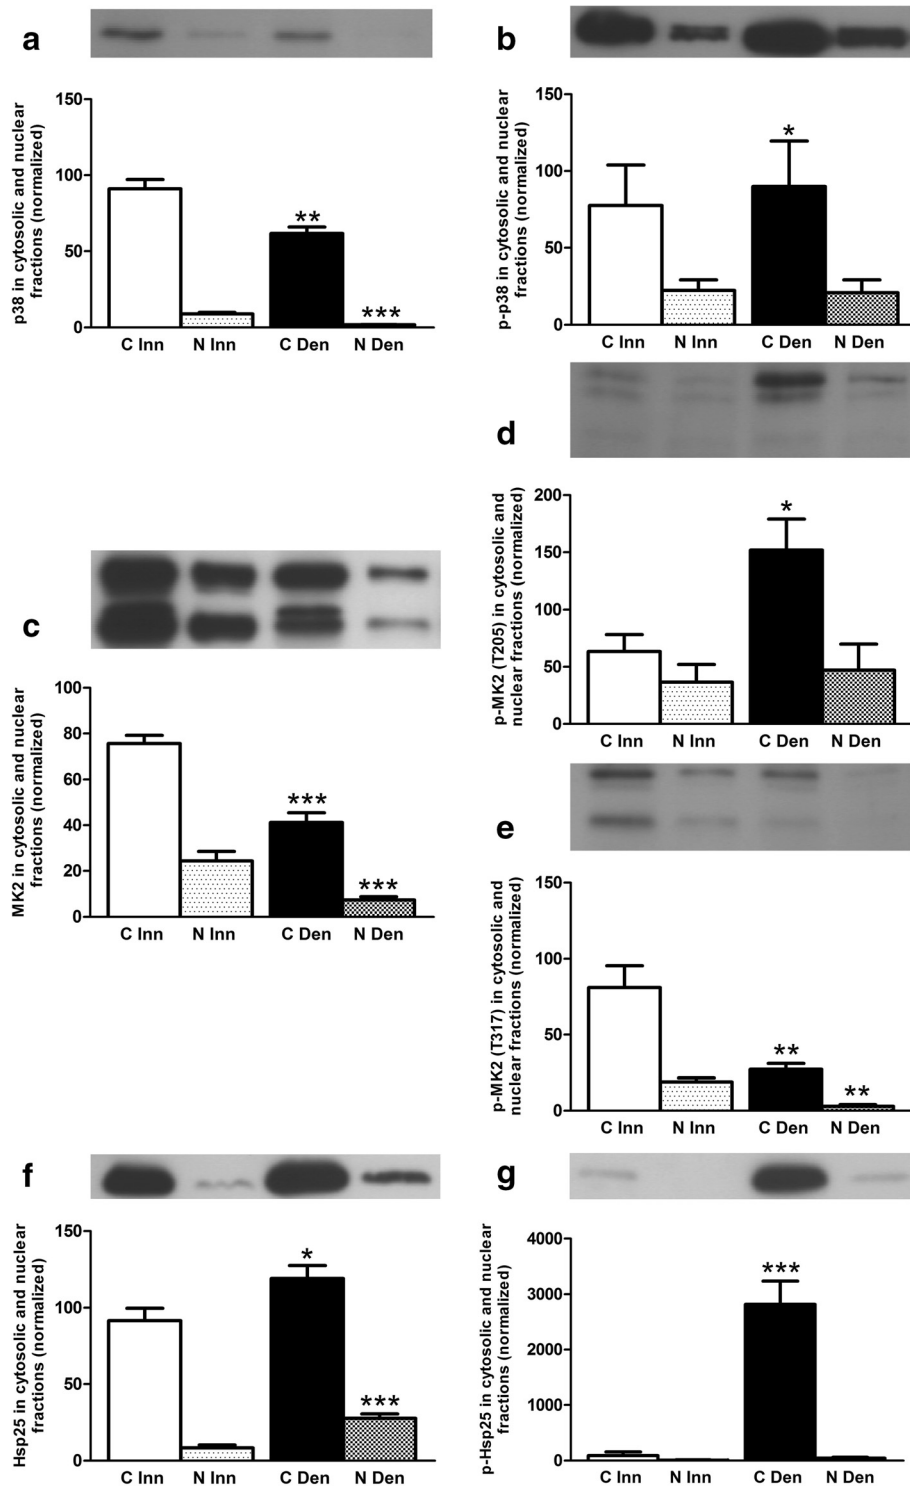 a
p38 in cytosolic and nuclear
fractions (normalized)
150
100
50
0
**
***
C Inn N Inn C Den N Den
b
p-p38 in cytosolic and nuclear
fractions (normalized)
150
100
50
0
*
C Inn N Inn C Den N Den
c
MK2 in cytosolic and nuclear
fractions (normalized)
100
80
60
40
20
0
***
***
C Inn N Inn C Den N Den
d
p-MK2 (T205) in cytosolic and
nuclear fractions (normalized)
200
150
100
50
0
*
C Inn N Inn C Den N Den
e
p-MK2 (T317) in cytosolic and
nuclear fractions (normalized)
150
100
50
0
**
**
C Inn N Inn C Den N Den
f
Hsp25 in cytosolic and nuclear
fractions (normalized)
150
100
50
0
*
***
C Inn N Inn C Den N Den
g
p-Hsp25 in cytosolic and nuclear
fractions (normalized)
4000
3000
2000
1000
0
***
C Inn N Inn C Den N Den